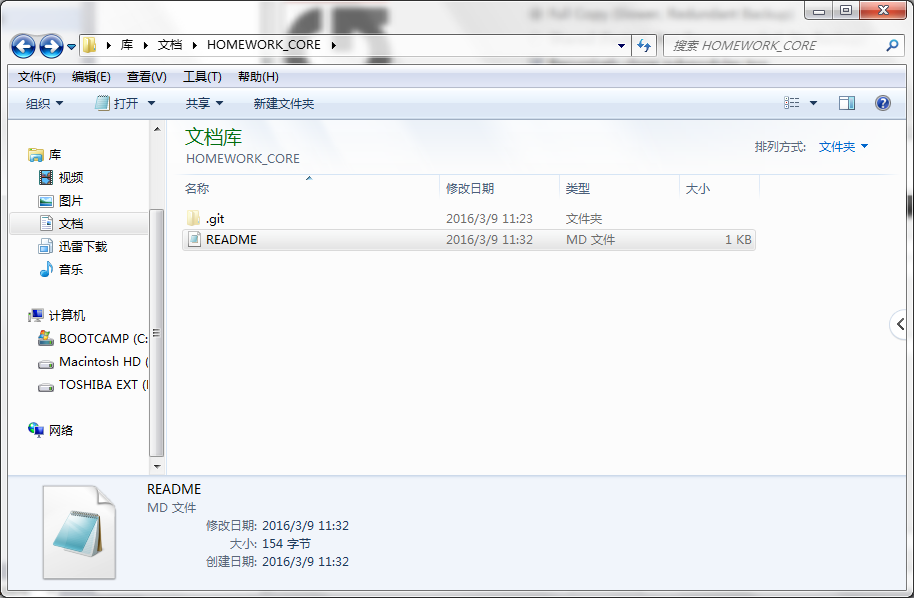 Full Copy (Slower, Redundant Backup)
库 文档 HOMEWORK_CORE
搜索 HOMEWORK_CORE
文件(F) 编辑(E) 查看(V) 工具(T) 帮助(H)
组织 打开 共享 新建文件夹
库
视频
图片
文档
迅雷下载
音乐
计算机
BOOTCAMP (C:
Macintosh HD (
TOSHIBA EXT (
网络
文档库
HOMEWORK_CORE
排列方式: 文件夹
名称 修改日期 类型 大小
.git 2016/3/9 11:23 文件夹
README 2016/3/9 11:32 MD 文件 1 KB
README
MD 文件
修改日期: 2016/3/9 11:32
大小: 154 字节
创建日期: 2016/3/9 11:32